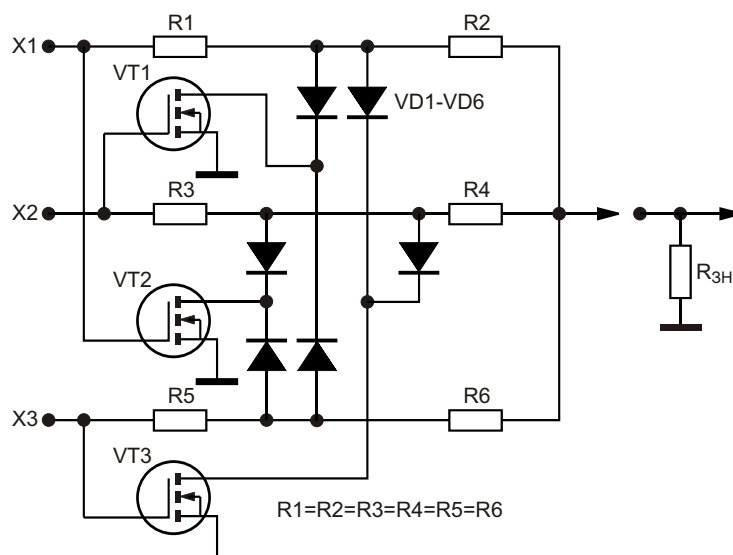 R1
R2
X1
VT1
VD1-VD6
R3
R4
X2
R3H
VT2
R5
R6
X3
VT3
R1=R2=R3=R4=R5=R6